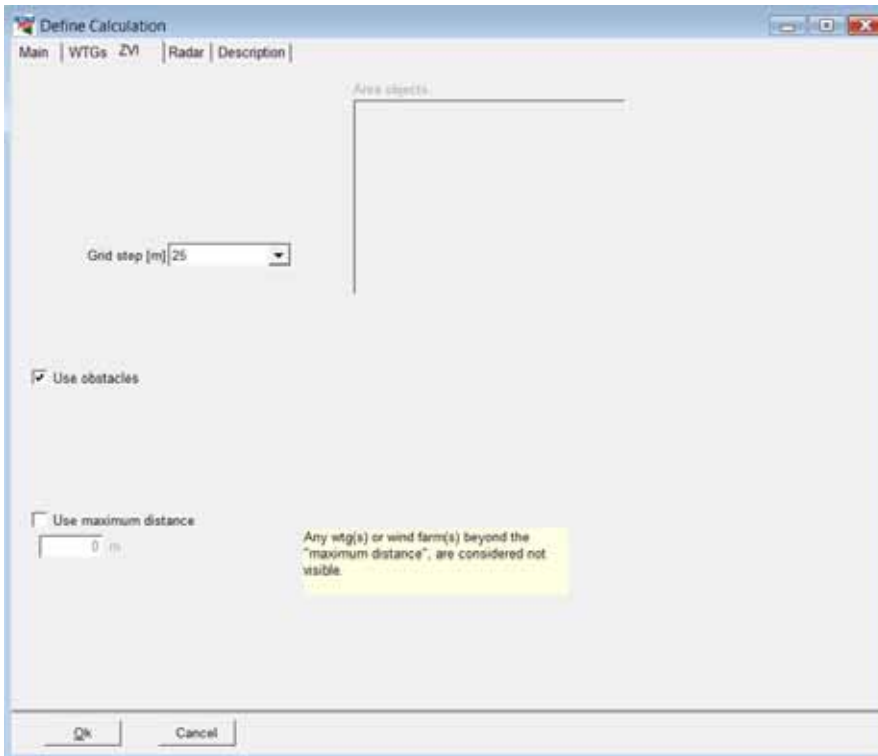 Define Calculation
Main WTGs ZVI Radar Description
Area objects
Grid step [m] 25
Use obstacles
Use maximum distance
0 m
Any wtg(s) or wind farm(s) beyond the
"maximum distance", are considered not
visible.
Ok Cancel